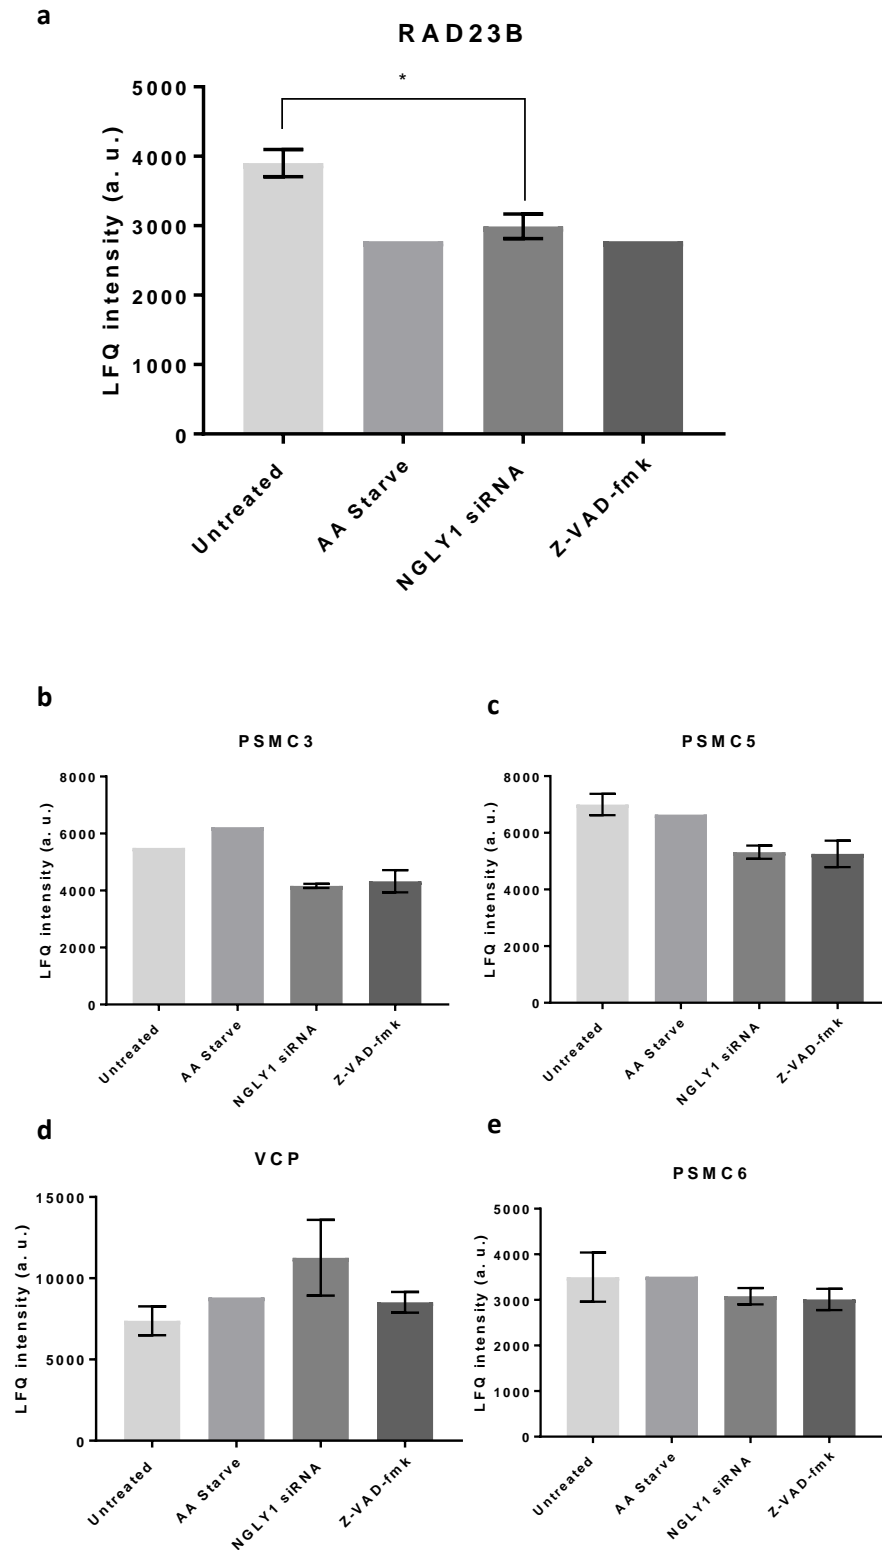 a
RAD23B
*
LFQ intensity (a. u.)
5000
4000
3000
2000
1000
0
Untreated
AA Starve
NGLY1 siRNA
Z-VAD-fmk
b
PSMC3
LFQ intensity (a. u.)
8000
6000
4000
2000
0
Untreated
AA Starve
NGLY1 siRNA
Z-VAD-fmk
c
PSMC5
LFQ intensity (a. u.)
8000
6000
4000
2000
0
Untreated
AA Starve
NGLY1 siRNA
Z-VAD-fmk
d
VCP
LFQ intensity (a. u.)
15000
10000
5000
0
Untreated
AA Starve
NGLY1 siRNA
Z-VAD-fmk
e
PSMC6
LFQ intensity (a. u.)
5000
4000
3000
2000
1000
0
Untreated
AA Starve
NGLY1 siRNA
Z-VAD-fmk